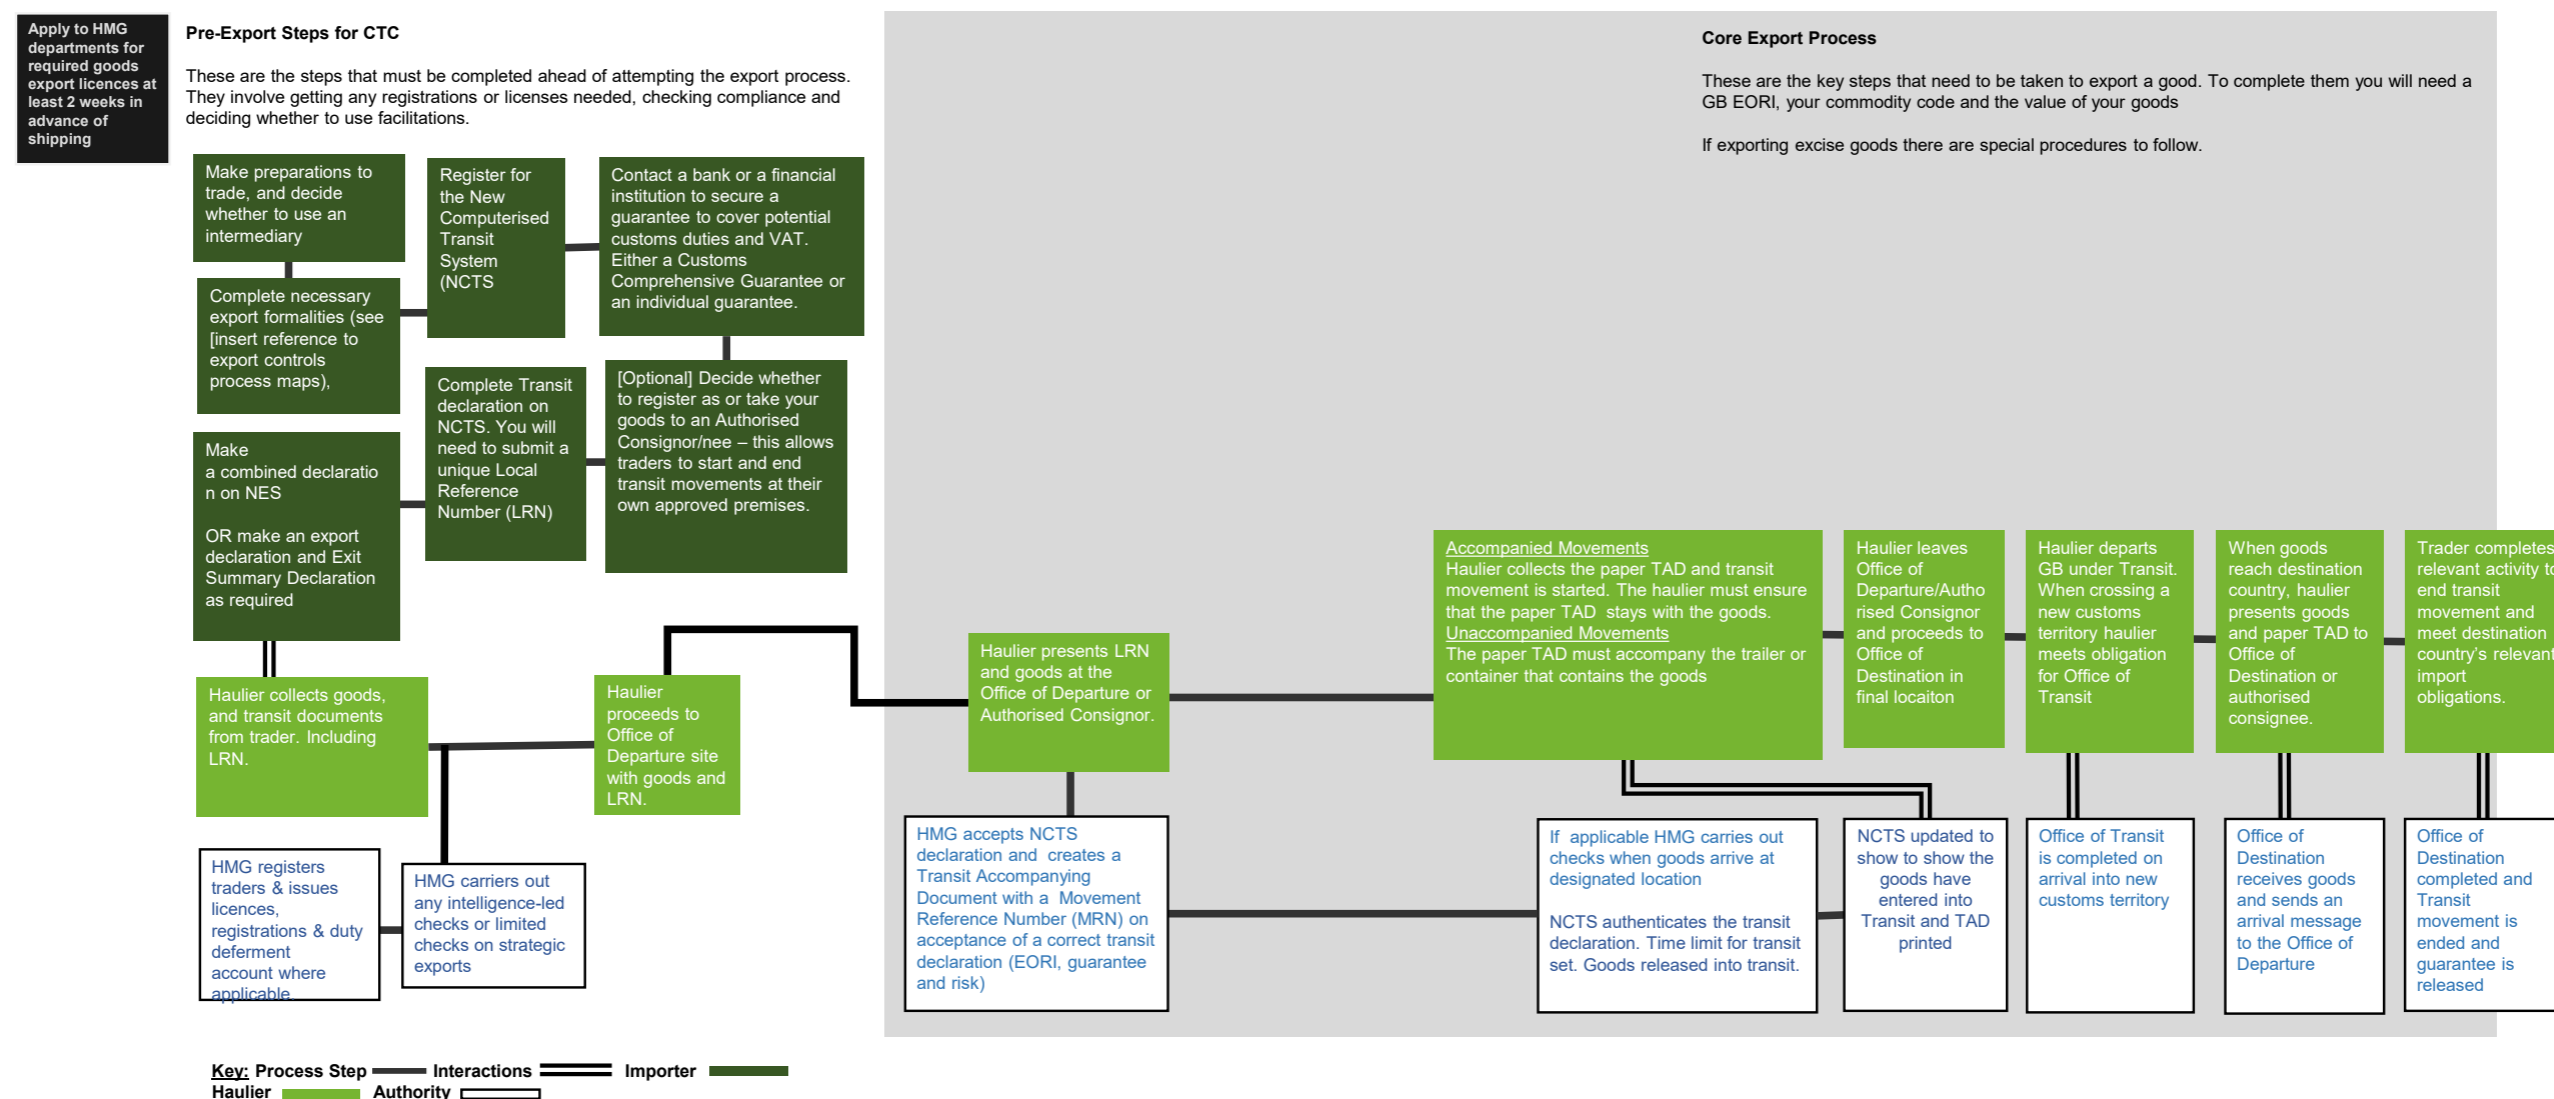 Apply to HMG
departments for
required goods
export licences at
least 2 weeks in
advance of
shipping
Pre-Export Steps for CTC
These are the steps that must be completed ahead of attempting the export process.
They involve getting any registrations or licenses needed, checking compliance and
deciding whether to use facilitations.
Core Export Process
These are the key steps that need to be taken to export a good. To complete them you will need a
GB EORI, your commodity code and the value of your goods
If exporting excise goods there are special procedures to follow.
Make preparations to
trade, and decide
whether to use an
intermediary
Register for
the New
Computerised
Transit
System
(NCTS
Contact a bank or a financial
institution to secure a
guarantee to cover potential
customs duties and VAT.
Either a Customs
Comprehensive Guarantee or
an individual guarantee.
Complete necessary
export formalities (see
[insert reference to
export controls
process maps),
Complete Transit
declaration on
NCTS. You will
need to submit a
unique Local
Reference
Number (LRN)
[Optional] Decide whether
to register as or take your
goods to an Authorised
Consignor/nee – this allows
traders to start and end
transit movements at their
own approved premises.
Make
a combined declaratio
n on NES
OR make an export
declaration and Exit
Summary Declaration
as required
Haulier collects goods,
and transit documents
from trader. Including
LRN.
Haulier
proceeds to
Office of
Departure site
with goods and
LRN.
Haulier presents LRN
and goods at the
Office of Departure or
Authorised Consignor.
Accompanied Movements
Haulier collects the paper TAD and transit
movement is started. The haulier must ensure
that the paper TAD  stays with the goods.
Unaccompanied Movements
The paper TAD must accompany the trailer or
container that contains the goods
Haulier leaves
Office of
Departure/Autho
rised Consignor
and proceeds to
Office of
Destination in
final locaiton
Haulier departs
GB under Transit.
When crossing a
new customs
territory haulier
meets obligation
for Office of
Transit
When goods
reach destination
country, haulier
presents goods
and paper TAD to
Office of
Destination or
authorised
consignee.
Trader completes
relevant activity to
end transit
movement and
meet destination
country's relevant
import
obligations.
HMG registers
traders & issues
licences,
registrations & duty
deferment
account where
applicable.
HMG carriers out
any intelligence-led
checks or limited
checks on strategic
exports
HMG accepts NCTS
declaration and  creates a
Transit Accompanying
Document with a  Movement
Reference Number (MRN) on
acceptance of a correct transit
declaration (EORI, guarantee
and risk)
If  applicable HMG carries out
checks when goods arrive at
designated location
NCTS authenticates the transit
declaration. Time limit for transit
set. Goods released into transit.
NCTS updated to
show to show the
goods have
entered into
Transit and TAD
printed
Office of Transit
is completed on
arrival into new
customs territory
Office of
Destination
receives goods
and sends an
arrival message
to the Office of
Departure
Office of
Destination
completed and
Transit
movement is
ended and
guarantee is
released
Key: Process Step Interactions Importer
Haulier Authority